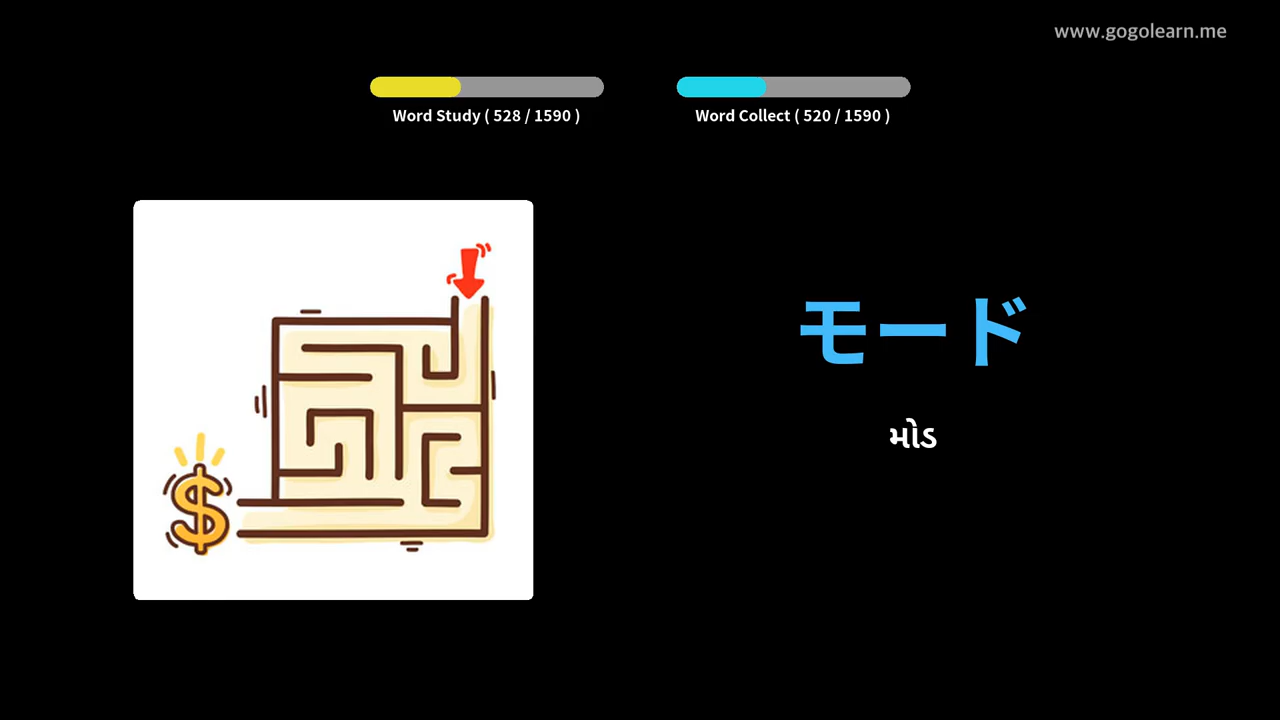 www.gogolearn.me
Word Study ( 528 / 1590 )
Word Collect ( 520 / 1590 )
$
モード
મોડ